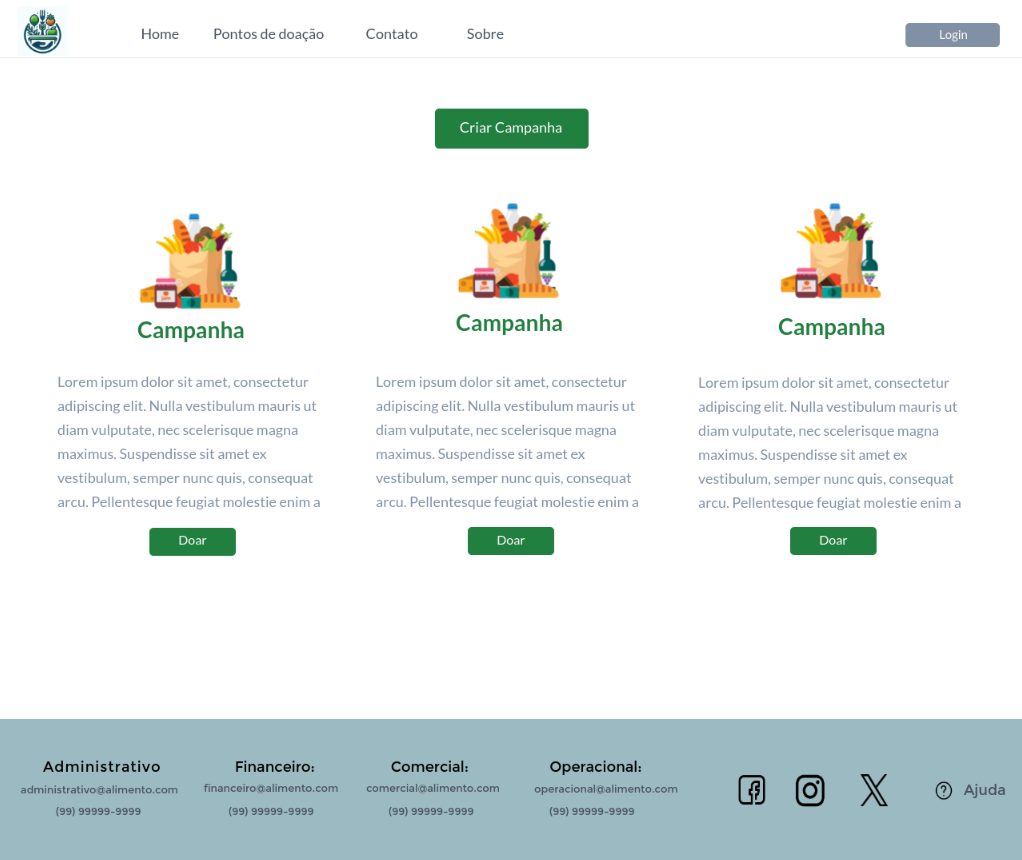 Home
Pontos de doação
Contato
Sobre
Login
Criar Campanha
Campanha
Lorem ipsum dolor sit amet, consectetur
adipiscing elit. Nulla vestibulum mauris ut
diam vulputate, nec scelerisque magna
maximus. Suspendisse sit amet ex
vestibulum, semper nunc quis, consequat
arcu. Pellentesque feugiat molestie enim a
Doar
Campanha
Lorem ipsum dolor sit amet, consectetur
adipiscing elit. Nulla vestibulum mauris ut
diam vulputate, nec scelerisque magna
maximus. Suspendisse sit amet ex
vestibulum, semper nunc quis, consequat
arcu. Pellentesque feugiat molestie enim a
Doar
Campanha
Lorem ipsum dolor sit amet, consectetur
adipiscing elit. Nulla vestibulum mauris ut
diam vulputate, nec scelerisque magna
maximus. Suspendisse sit amet ex
vestibulum, semper nunc quis, consequat
arcu. Pellentesque feugiat molestie enim a
Doar
Administrativo
administrativo@alimento.com
(99) 99999-9999
Financeiro:
financeiro@alimento.com
(99) 99999-9999
Comercial:
comercial@alimento.com
(99) 99999-9999
Operacional:
operacional@alimento.com
(99) 99999-9999
Ajuda